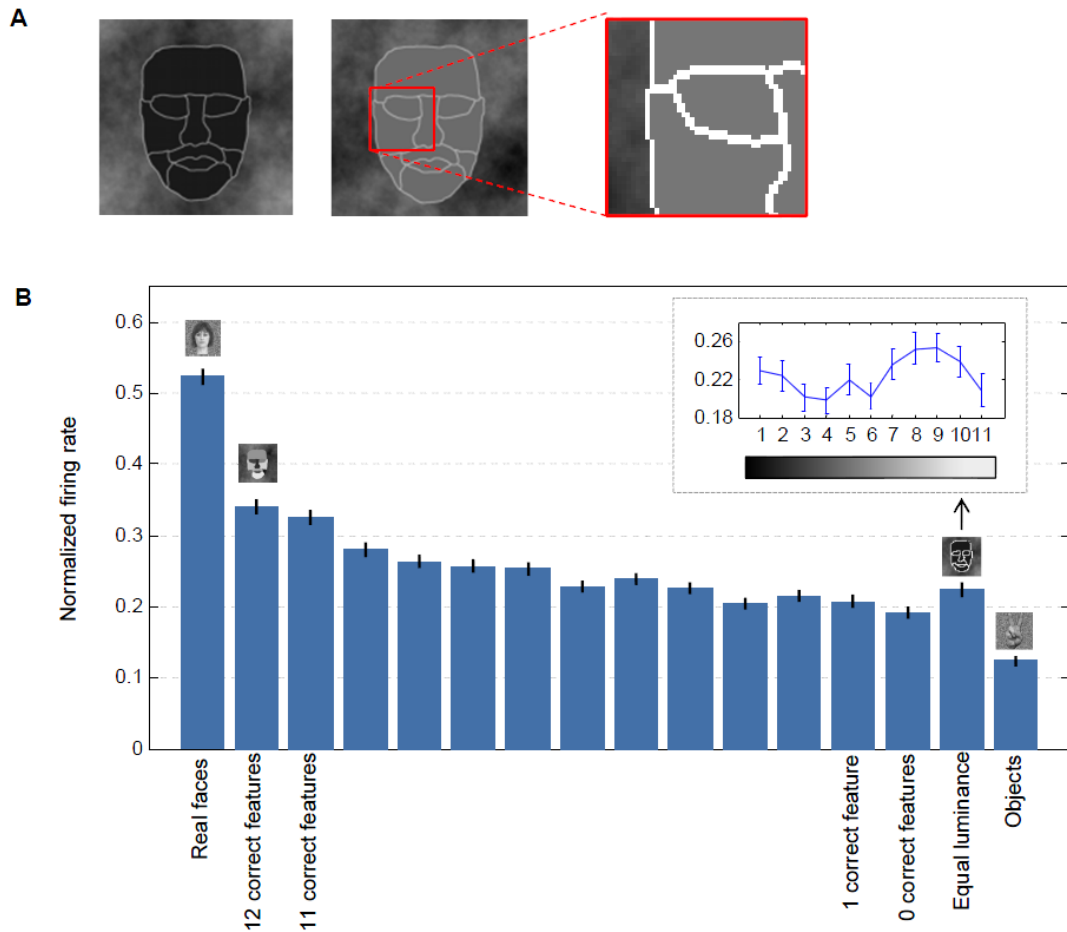 A
B
Normalized firing rate
0.6
0.5
0.4
0.3
0.2
0.1
0
0.26
0.22
0.18
1 2 3 4 5 6 7 8 9 10 11
Real faces
12 correct features
11 correct features
1 correct feature
0 correct features
Equal luminance
Objects